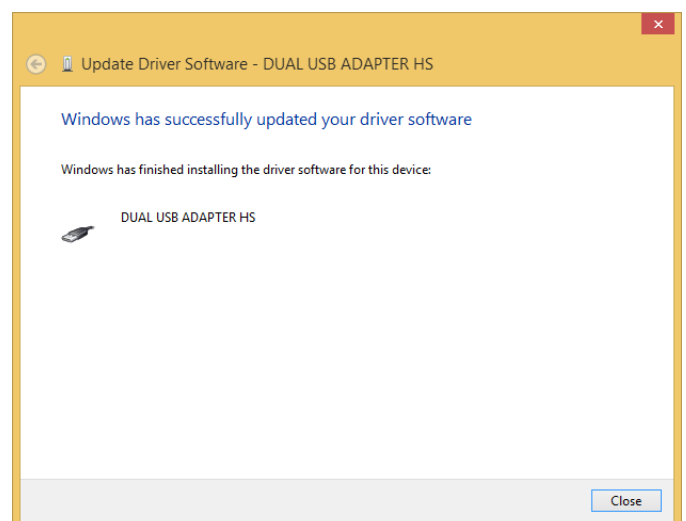 Update Driver Software - DUAL USB ADAPTER HS
Windows has successfully updated your driver software
Windows has finished installing the driver software for this device:
DUAL USB ADAPTER HS
Close